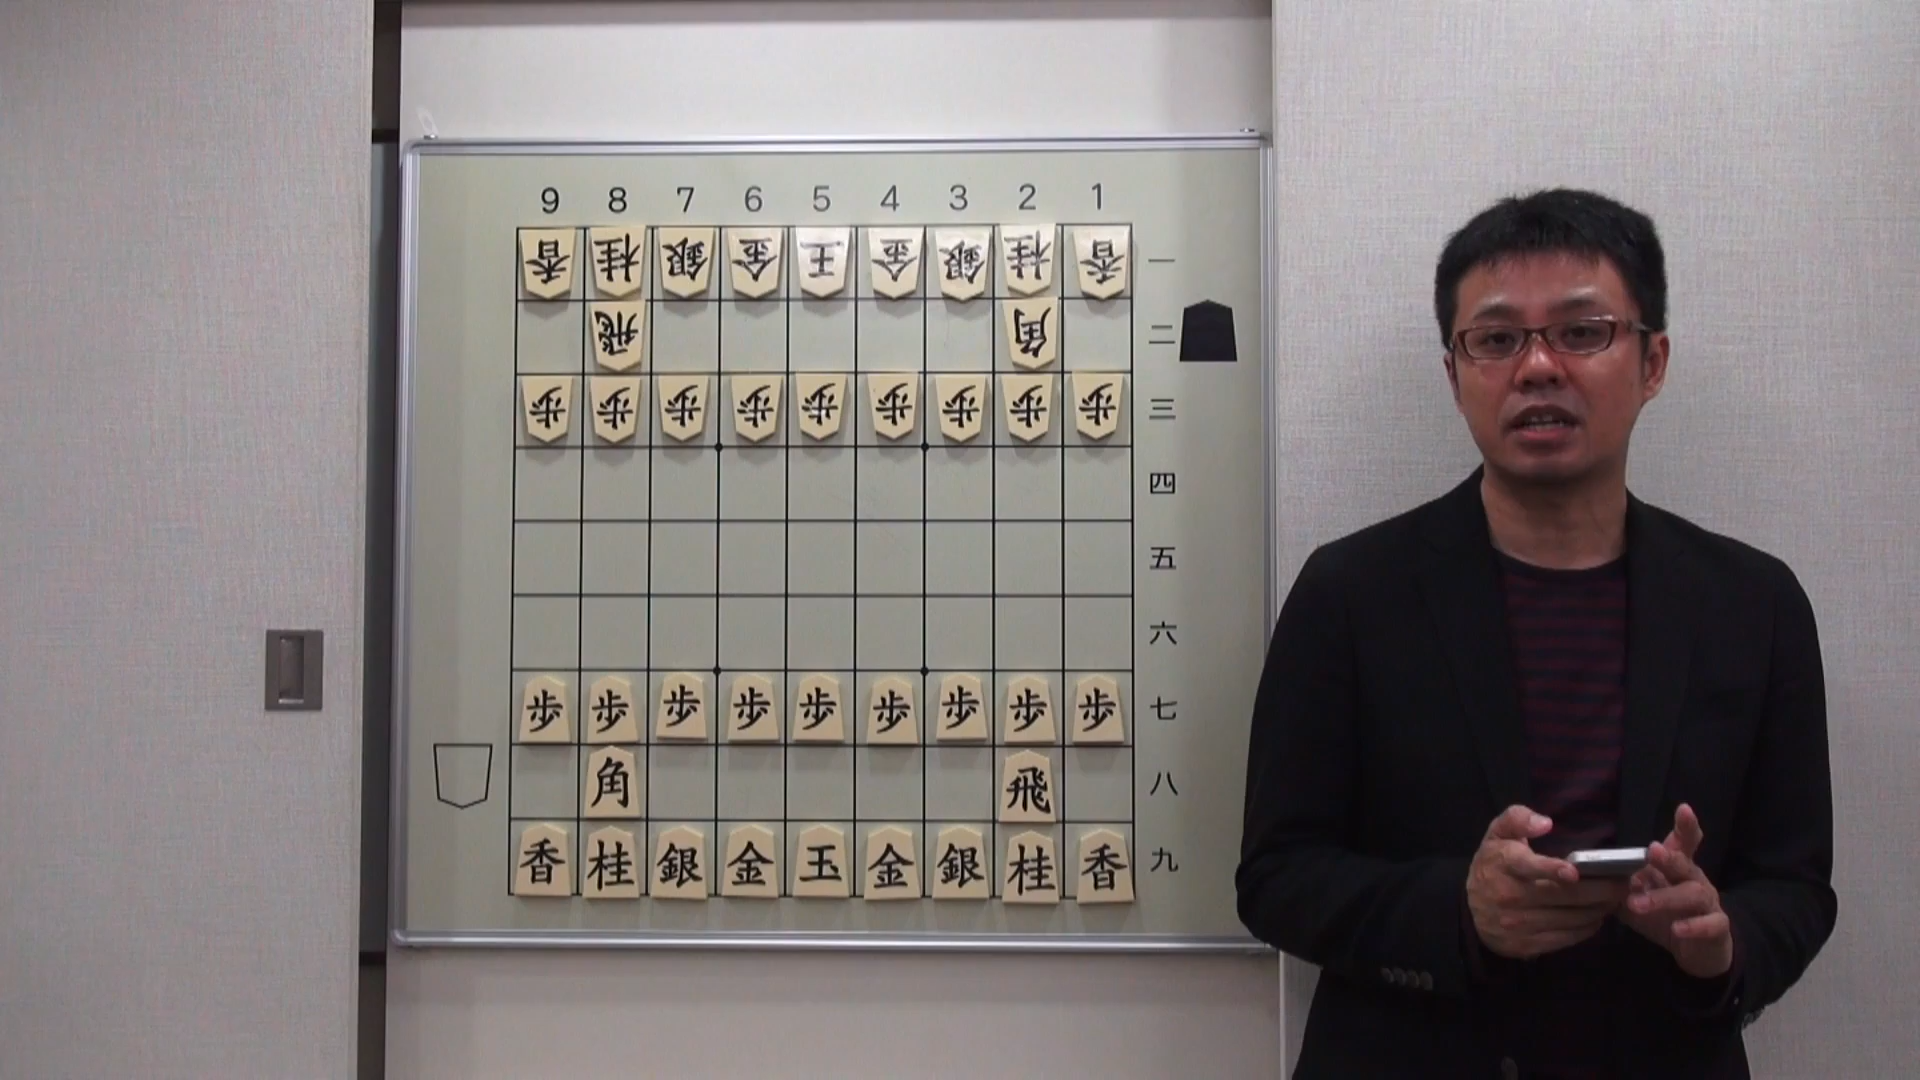 9 8 7 6 5 4 3 2 1
香 桂 銀 金 王 金 銀 桂 香 一
飛 角 二
歩 歩 歩 歩 歩 歩 歩 歩 歩 三
四
五
六
歩 歩 歩 歩 歩 歩 歩 歩 歩 七
角 飛 八
香 桂 銀 金 玉 金 銀 桂 香 九